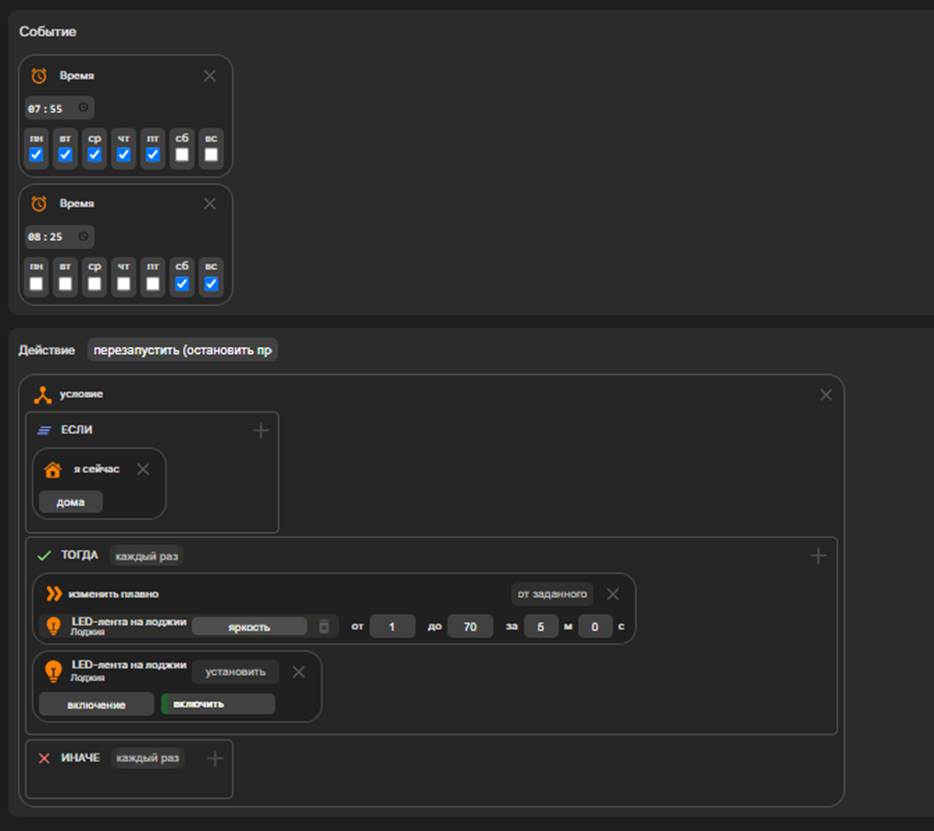 Событие
Время
07:55
пн вт ср чт пт сб вс
Время
08:25
пн вт ср чт пт сб вс
Действие перезапустить (остановить пр
условие
ЕСЛИ
я сейчас
дома
ТОГДА каждый раз
изменить плавно от заданного
LED-лента на лоджии яркость от 1 до 70 за 5 м 0 с
Лоджия
LED-лента на лоджии установить
Лоджия
включение включить
ИНАЧЕ каждый раз